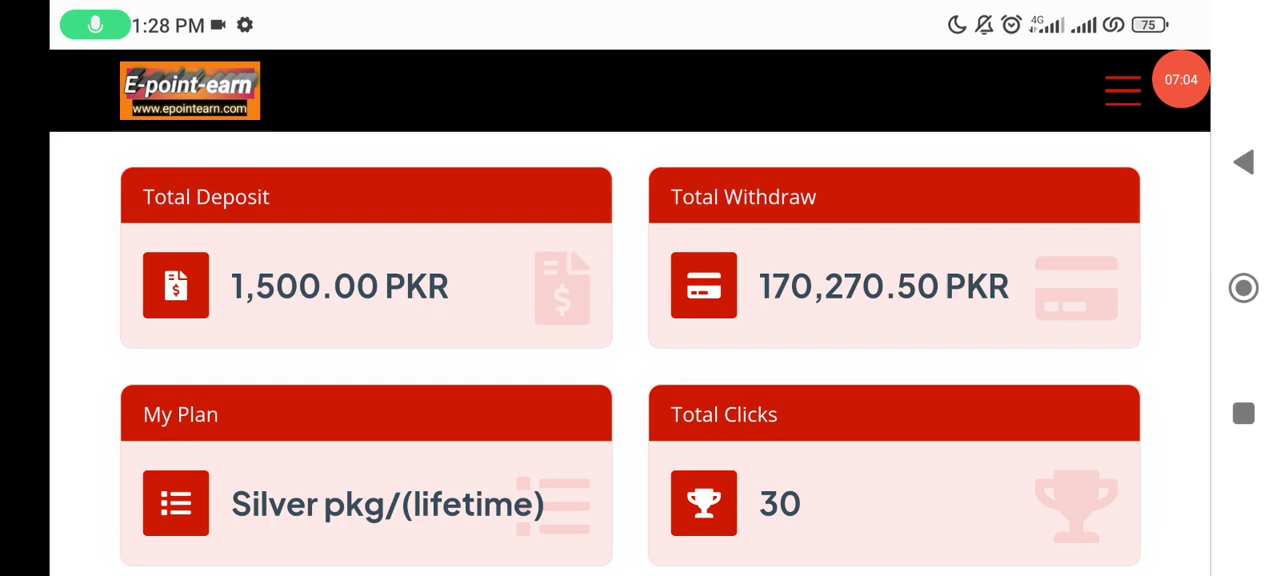 1:28 PM
4G
75
E-point-earn
www.epointearn.com
07:04
Total Deposit
Total Withdraw
1,500.00 PKR
170,270.50 PKR
My Plan
Total Clicks
Silver pkg/(lifetime)
30